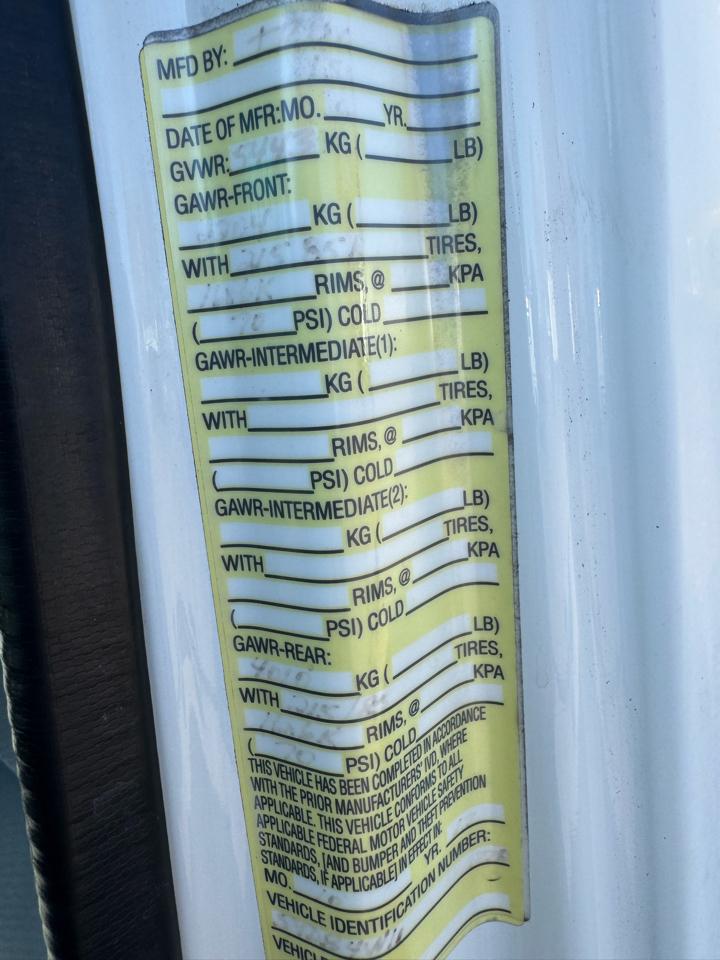 MFD BY:
DATE OF MFR:MO. YR.
GVWR: KG ( LB)
GAWR-FRONT:
KG ( LB)
WITH TIRES,
RIMS, @ KPA
( 70 PSI) COLD
GAWR-INTERMEDIATE(1):
KG ( LB)
WITH TIRES,
RIMS, @ KPA
( PSI) COLD
GAWR-INTERMEDIATE(2):
KG ( LB)
WITH TIRES,
RIMS, @ KPA
( PSI) COLD
GAWR-REAR:
KG ( LB)
WITH TIRES,
RIMS, @ KPA
( 70 PSI) COLD
THIS VEHICLE HAS BEEN COMPLETED IN ACCORDANCE
WITH THE PRIOR MANUFACTURERS' IVD, WHERE
APPLICABLE. THIS VEHICLE CONFORMS TO ALL
APPLICABLE FEDERAL MOTOR VEHICLE SAFETY
STANDARDS, [AND BUMPER AND THEFT PREVENTION
STANDARDS, IF APPLICABLE] IN EFFECT IN:
MO. YR.
VEHICLE IDENTIFICATION NUMBER: